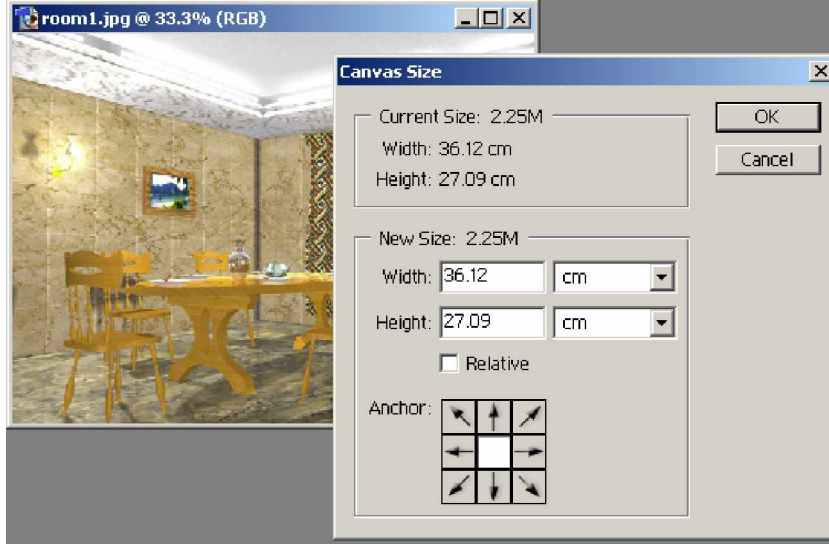 room1.jpg @ 33.3% (RGB)
Canvas Size
Current Size: 2.25M
Width: 36.12 cm
Height: 27.09 cm
OK
Cancel
New Size: 2.25M
Width: 36.12 cm
Height: 27.09 cm
Relative
Anchor: